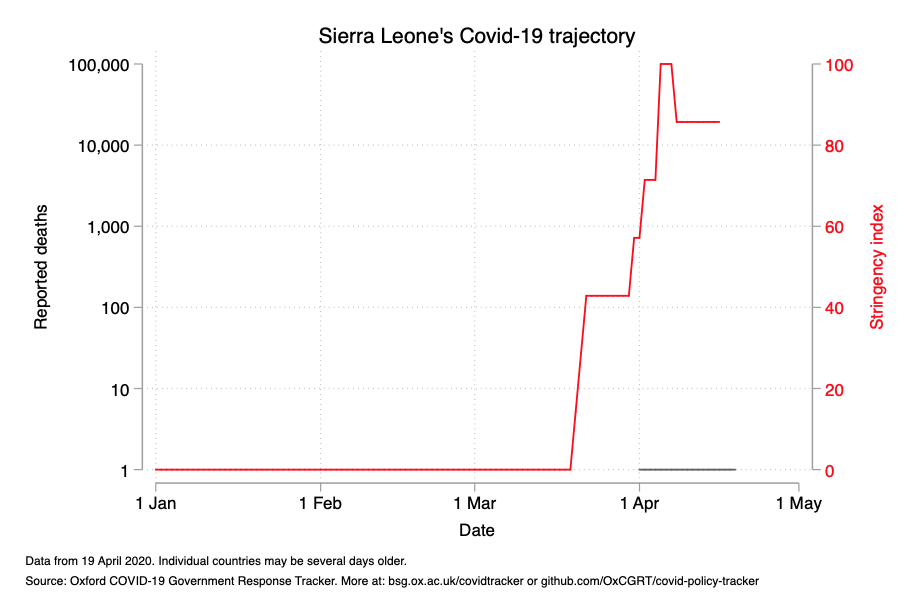 Sierra Leone's Covid-19 trajectory
100,000
10,000
1,000
100
10
1
Reported deaths
100
80
60
40
20
0
Stringency index
1 Jan
1 Feb
1 Mar
1 Apr
1 May
Date
Data from 19 April 2020. Individual countries may be several days older.
Source: Oxford COVID-19 Government Response Tracker. More at: bsg.ox.ac.uk/covidtracker or github.com/OxCGRT/covid-policy-tracker